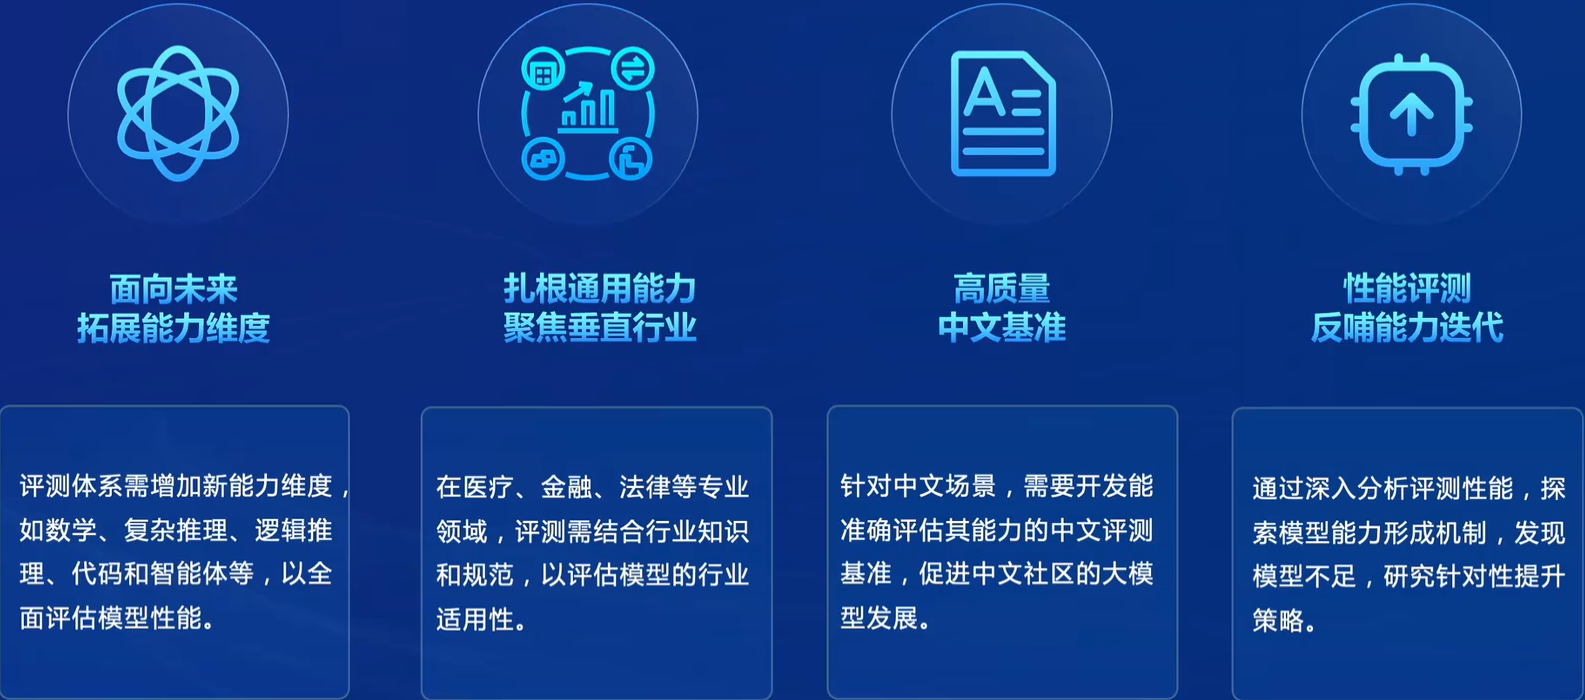 面向未来
拓展能力维度
评测体系需增加新能力维度，
如数学、复杂推理、逻辑推
理、代码和智能体等，以全
面评估模型性能。
扎根通用能力
聚焦垂直行业
在医疗、金融、法律等专业
领域，评测需结合行业知识
和规范，以评估模型的行业
适用性。
高质量
中文基准
针对中文场景，需要开发能
准确评估其能力的中文评测
基准，促进中文社区的大模
型发展。
性能评测
反哺能力迭代
通过深入分析评测性能，探
索模型能力形成机制，发现
模型不足，研究针对性提升
策略。